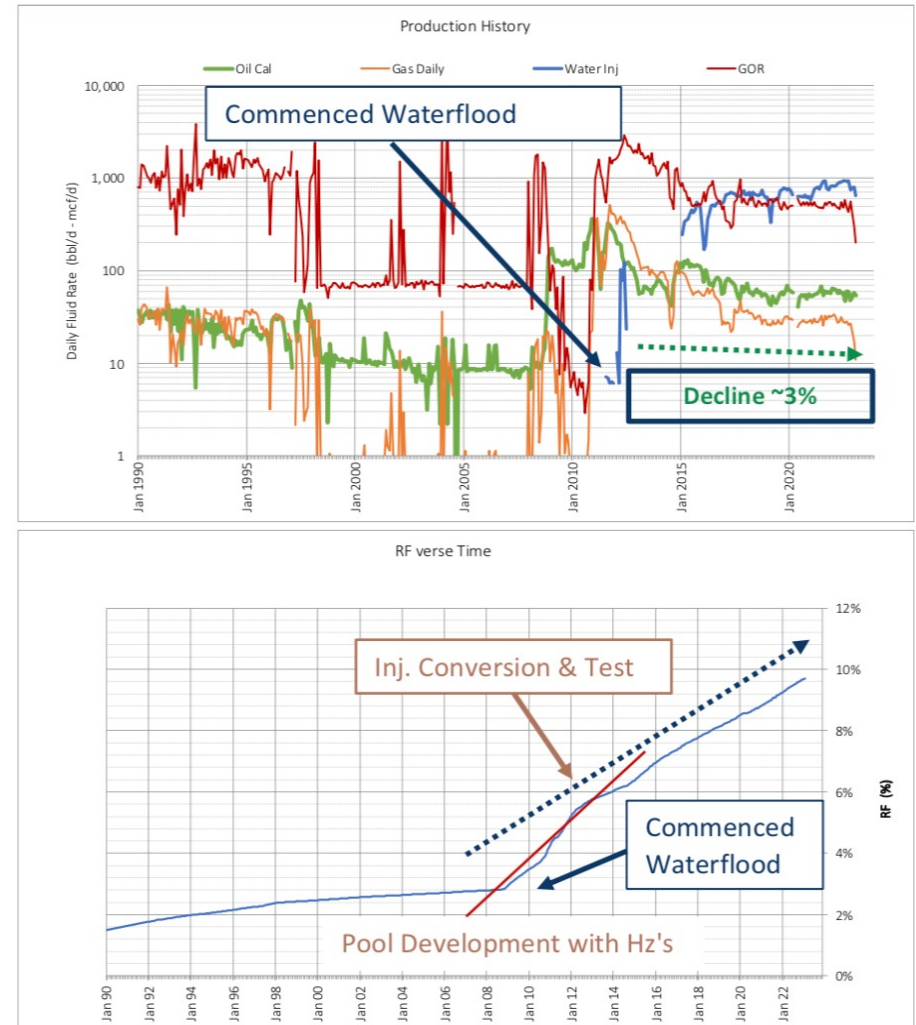 Production History
Oil Cal Gas Daily Water Inj GOR
10,000
1,000
100
10
1
Daily Fluid Rate (bbl/d - mcf/d)
Commenced Waterflood
Decline ~3%
Jan 1990
Jan 1995
Jan 2000
Jan 2005
Jan 2010
Jan 2015
Jan 2020
RF verse Time
12%
10%
8%
6%
4%
2%
0%
RF (%)
Inj. Conversion & Test
Commenced
Waterflood
Pool Development with Hz's
Jan 90
Jan 92
Jan 94
Jan 96
Jan 98
Jan 00
Jan 02
Jan 04
Jan 06
Jan 08
Jan 10
Jan 12
Jan 14
Jan 16
Jan 18
Jan 20
Jan 22